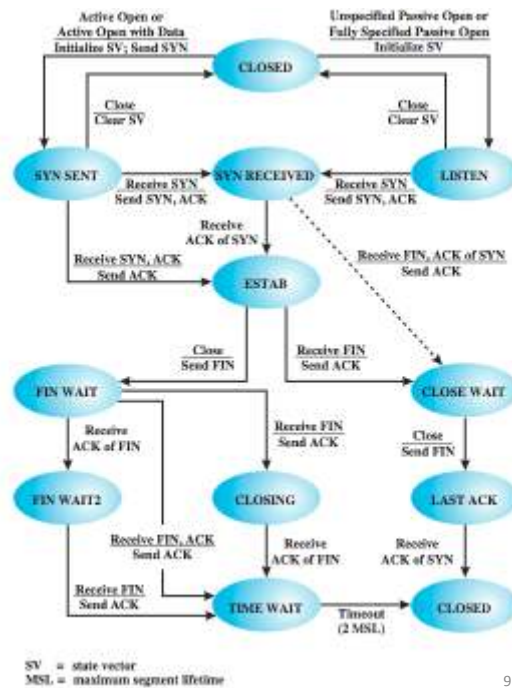 Active Open or
Active Open with Data
Initialize SV; Send SYN
Unspecified Passive Open or
Fully Specified Passive Open
Initialize SV
CLOSED
Close
Clear SV
Close
Clear SV
SYN SENT
SYN RECEIVED
LISTEN
Receive SYN
Send SYN, ACK
Receive SYN
Send SYN, ACK
Receive
ACK of SYN
Receive SYN, ACK
Send ACK
Receive FIN, ACK of SYN
Send ACK
ESTAB
Close
Send FIN
Receive FIN
Send ACK
FIN WAIT
CLOSE WAIT
Receive
ACK of FIN
Receive FIN
Send ACK
Close
Send FIN
FIN WAIT2
CLOSING
LAST ACK
Receive FIN, ACK
Send ACK
Receive
ACK of FIN
Receive
ACK of SYN
Receive FIN
Send ACK
TIME WAIT
Timeout
(2 MSL)
CLOSED
SV = state vector
MSL = maximum segment lifetime
9